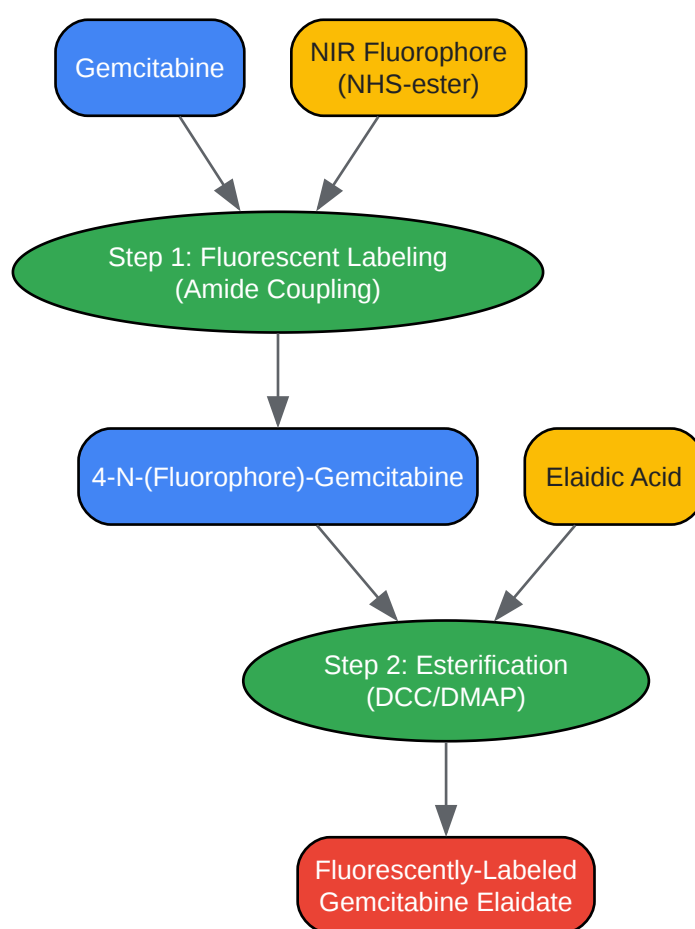 Gemcitabine
NIR Fluorophore
(NHS-ester)
Step 1: Fluorescent Labeling
(Amide Coupling)
4-N-(Fluorophore)-Gemcitabine
Elaidic Acid
Step 2: Esterification
(DCC/DMAP)
Fluorescently-Labeled
Gemcitabine Elaidate